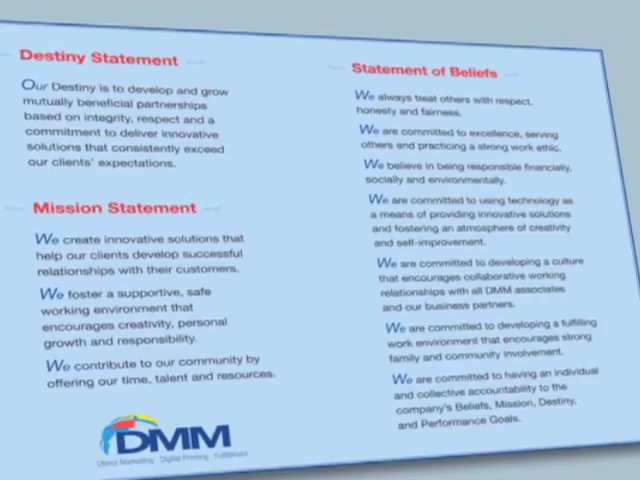 Destiny Statement
Our Destiny is to develop and grow
mutually beneficial partnerships
based on integrity, respect and a
commitment to deliver innovative
solutions that consistently exceed
our clients' expectations.
Mission Statement
We create innovative solutions that
help our clients develop successful
relationships with their customers.
We foster a supportive, safe
working environment that
encourages creativity, personal
growth and responsibility.
We contribute to our community by
offering our time, talent and resources.
DMM
Direct Marketing Digital Printing Fulfillment
Statement of Beliefs
We always treat others with respect,
honesty and fairness.
We are committed to excellence, serving
others and practicing a strong work ethic.
We believe in being responsible financially,
socially and environmentally.
We are committed to using technology as
a means of providing innovative solutions
and fostering an atmosphere of creativity
and self-improvement.
We are committed to developing a culture
that encourages collaborative working
relationships with all DMM associates
and our business partners.
We are committed to developing a fulfilling
work environment that encourages strong
family and community involvement.
We are committed to having an individual
and collective accountability to the
company's Beliefs, Mission, Destiny,
and Performance Goals.